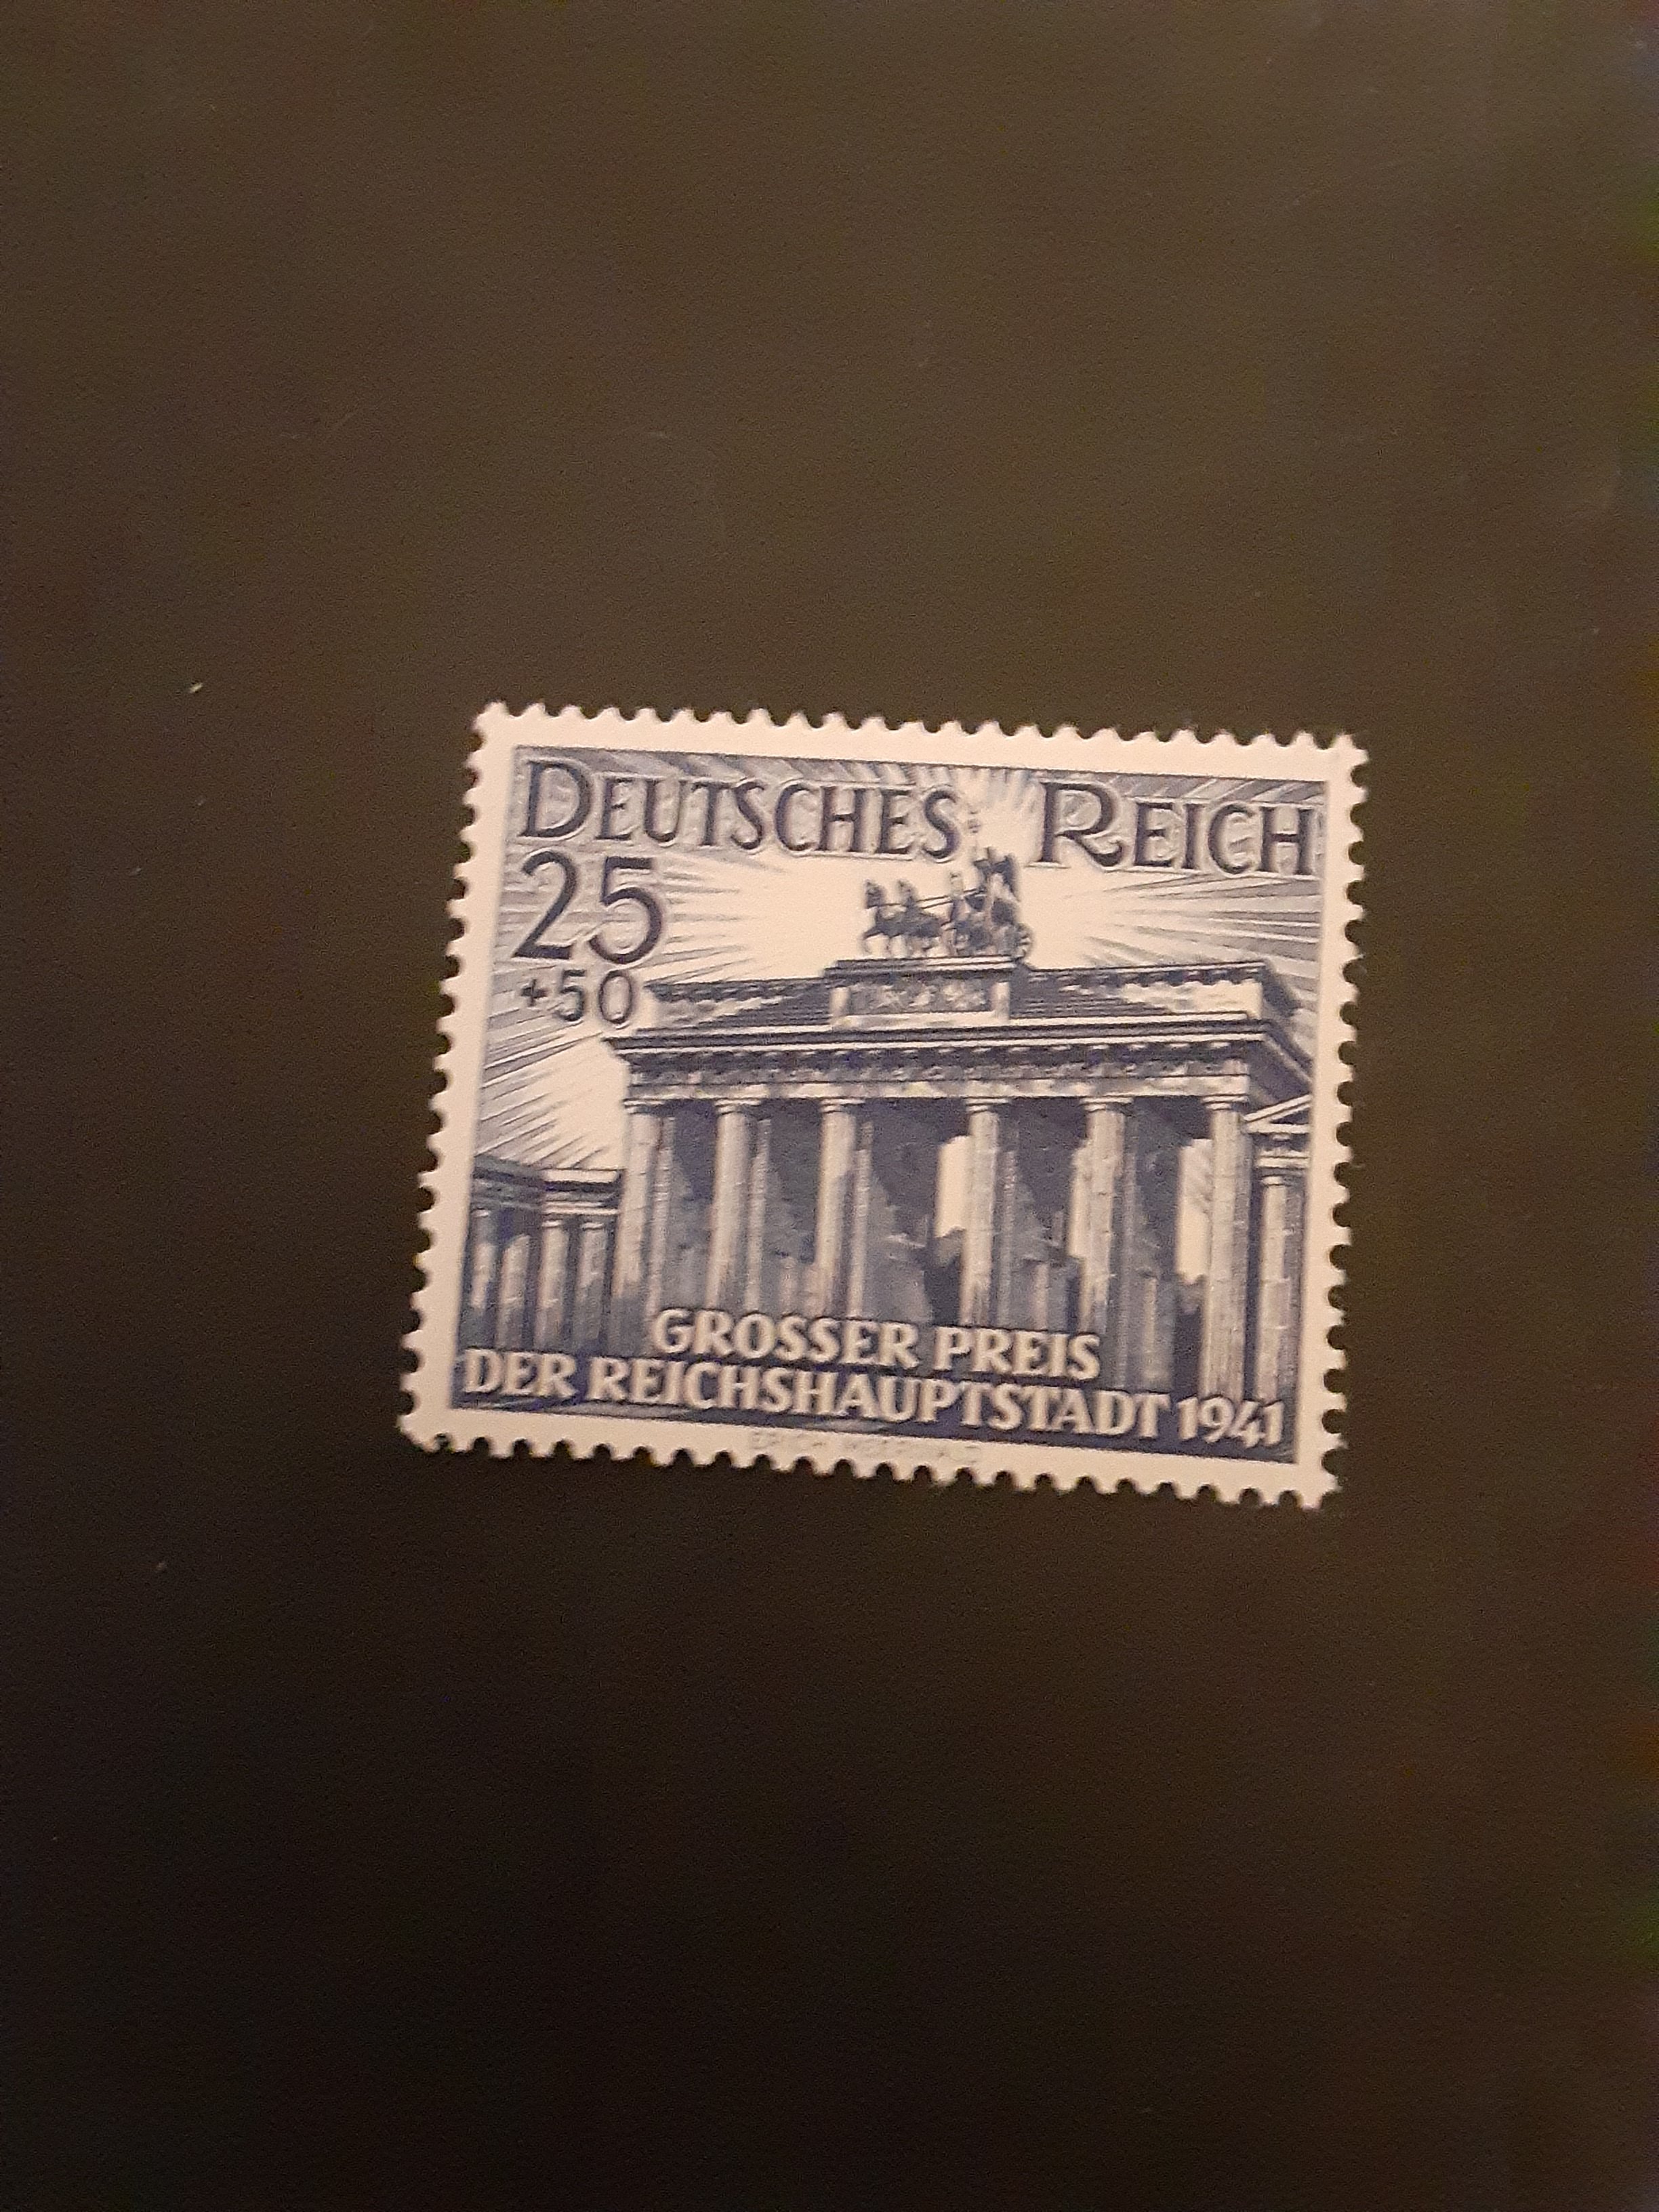 DEUTSCHES REICH
25
+50
GROSSER PREIS
DER REICHSHAUPTSTADT 1941